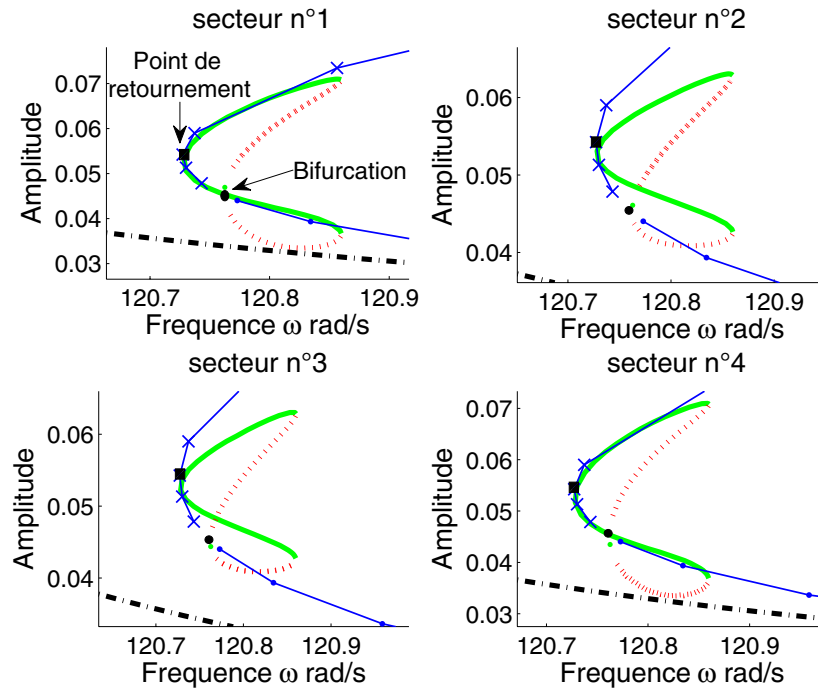 secteur n°1
Point de
retournement
Bifurcation
Amplitude
0.07
0.06
0.05
0.04
0.03
120.7
120.8
120.9
Frequence ω rad/s
secteur n°2
Amplitude
0.06
0.05
0.04
120.7
120.8
120.9
Frequence ω rad/s
secteur n°3
Amplitude
0.06
0.05
0.04
120.7
120.8
120.9
Frequence ω rad/s
secteur n°4
Amplitude
0.07
0.06
0.05
0.04
0.03
120.7
120.8
120.9
Frequence ω rad/s